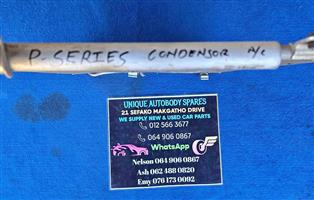 P-SERIES CONDENSOR A/C
UNIQUE AUTOBODY SPARES
21 SEFAKO MAKGATHO DRIVE
WE SUPPLY NEW & USED CAR PARTS
012 566 3677
064 906 0867
WhatsApp
Nelson 064 906 0867
Ash 062 488 0820
Emy 076 173 0092